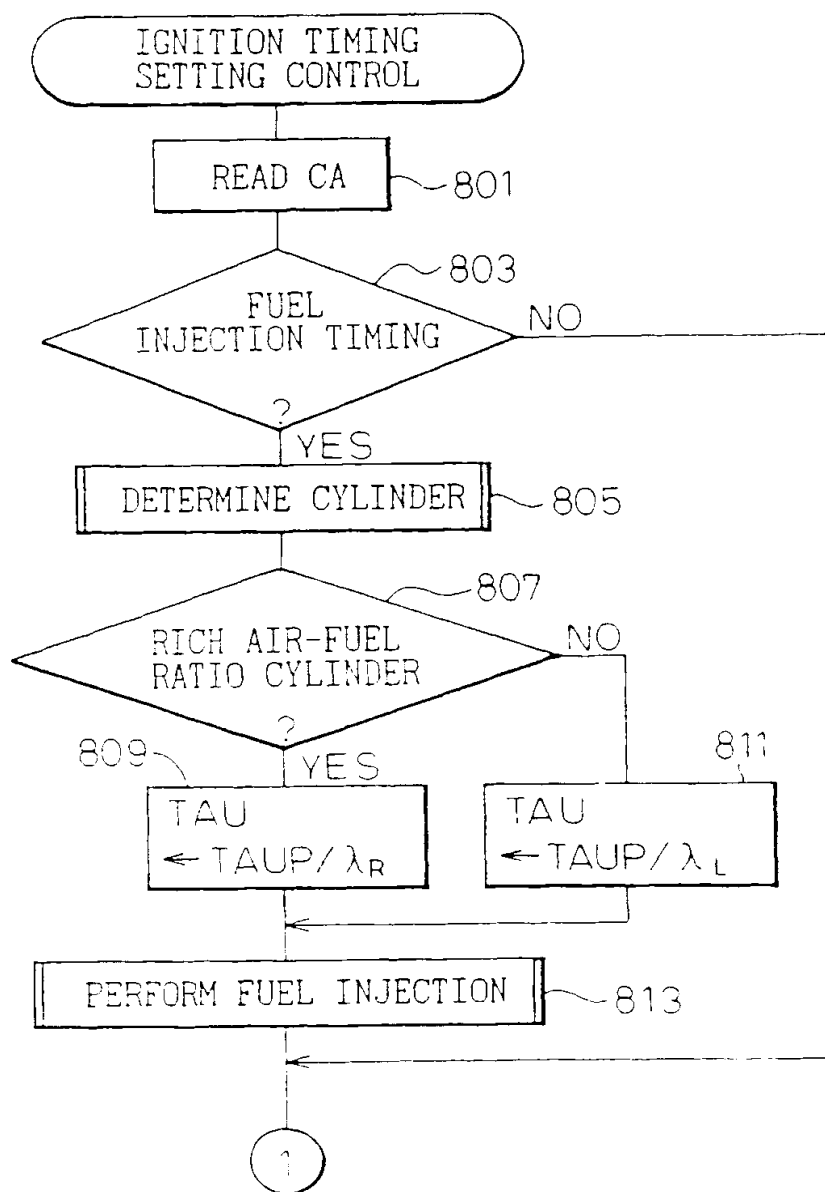 IGNITION TIMING
SETTING CONTROL
READ CA
801
803
FUEL
INJECTION TIMING
?
NO
YES
DETERMINE CYLINDER
805
807
RICH AIR-FUEL
RATIO CYLINDER
?
NO
YES
809
TAU
← TAUP/λR
811
TAU
← TAUP/λL
PERFORM FUEL INJECTION
813
1